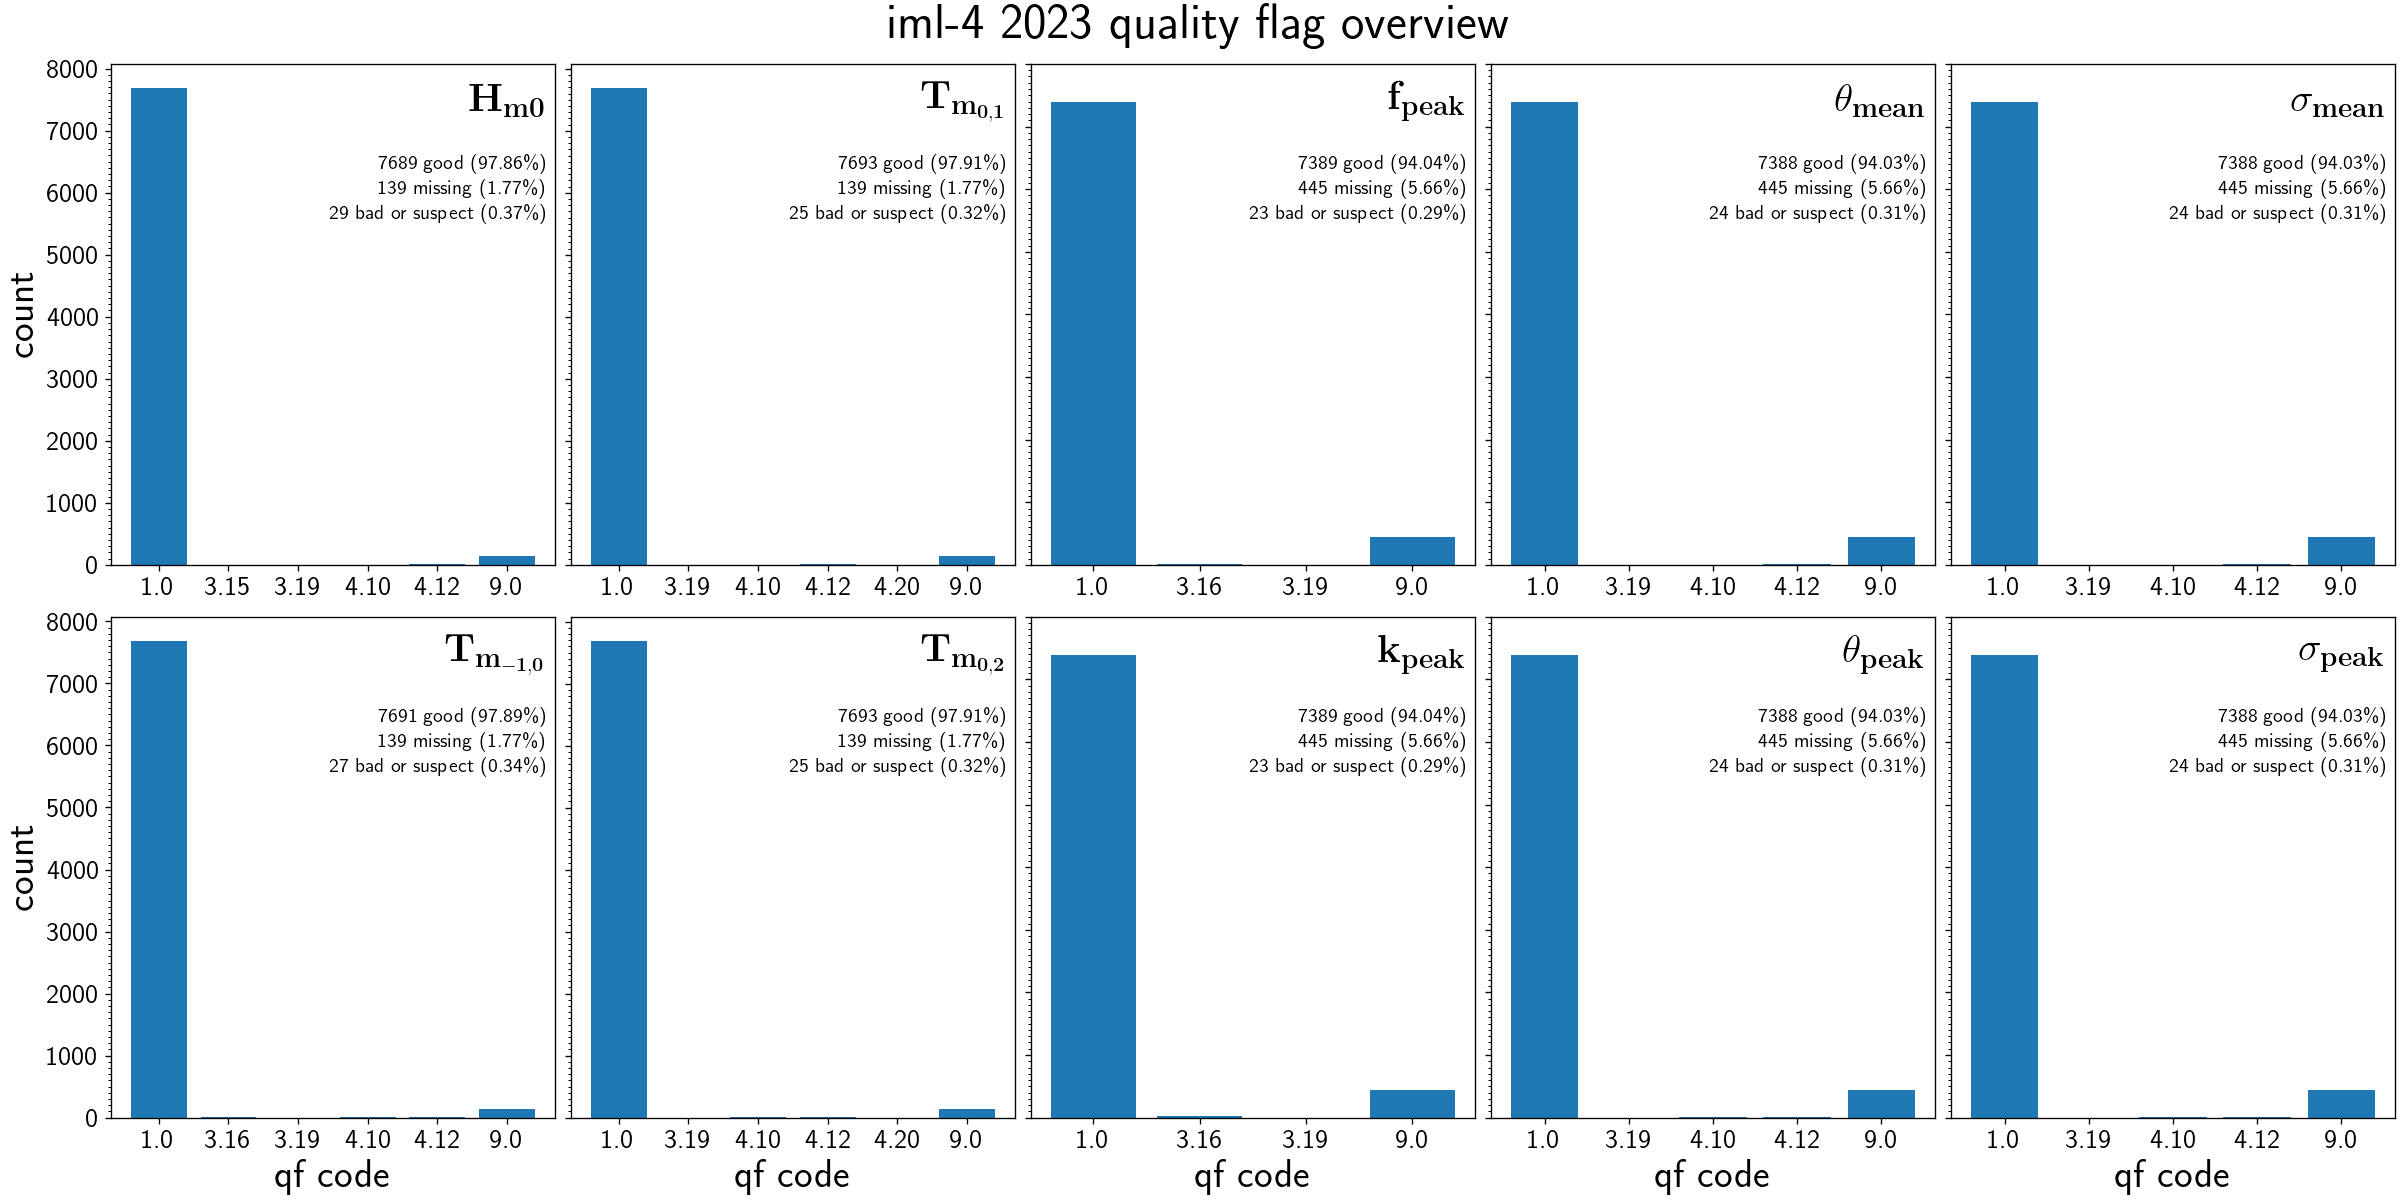 iml-4 2023 quality flag overview
count
8000
7000
6000
5000
4000
3000
2000
1000
0
H_m0
7689 good (97.86%)
139 missing (1.77%)
29 bad or suspect (0.37%)
1.0 3.15 3.19 4.10 4.12 9.0
T_m_0,1
7693 good (97.91%)
139 missing (1.77%)
25 bad or suspect (0.32%)
1.0 3.19 4.10 4.12 4.20 9.0
f_peak
7389 good (94.04%)
445 missing (5.66%)
23 bad or suspect (0.29%)
1.0 3.16 3.19 9.0
θ_mean
7388 good (94.03%)
445 missing (5.66%)
24 bad or suspect (0.31%)
1.0 3.19 4.10 4.12 9.0
σ_mean
7388 good (94.03%)
445 missing (5.66%)
24 bad or suspect (0.31%)
1.0 3.19 4.10 4.12 9.0
count
8000
7000
6000
5000
4000
3000
2000
1000
0
T_m_−1,0
7691 good (97.89%)
139 missing (1.77%)
27 bad or suspect (0.34%)
1.0 3.16 3.19 4.10 4.12 9.0
qf code
T_m_0,2
7693 good (97.91%)
139 missing (1.77%)
25 bad or suspect (0.32%)
1.0 3.19 4.10 4.12 4.20 9.0
qf code
k_peak
7389 good (94.04%)
445 missing (5.66%)
23 bad or suspect (0.29%)
1.0 3.16 3.19 9.0
qf code
θ_peak
7388 good (94.03%)
445 missing (5.66%)
24 bad or suspect (0.31%)
1.0 3.19 4.10 4.12 9.0
qf code
σ_peak
7388 good (94.03%)
445 missing (5.66%)
24 bad or suspect (0.31%)
1.0 3.19 4.10 4.12 9.0
qf code